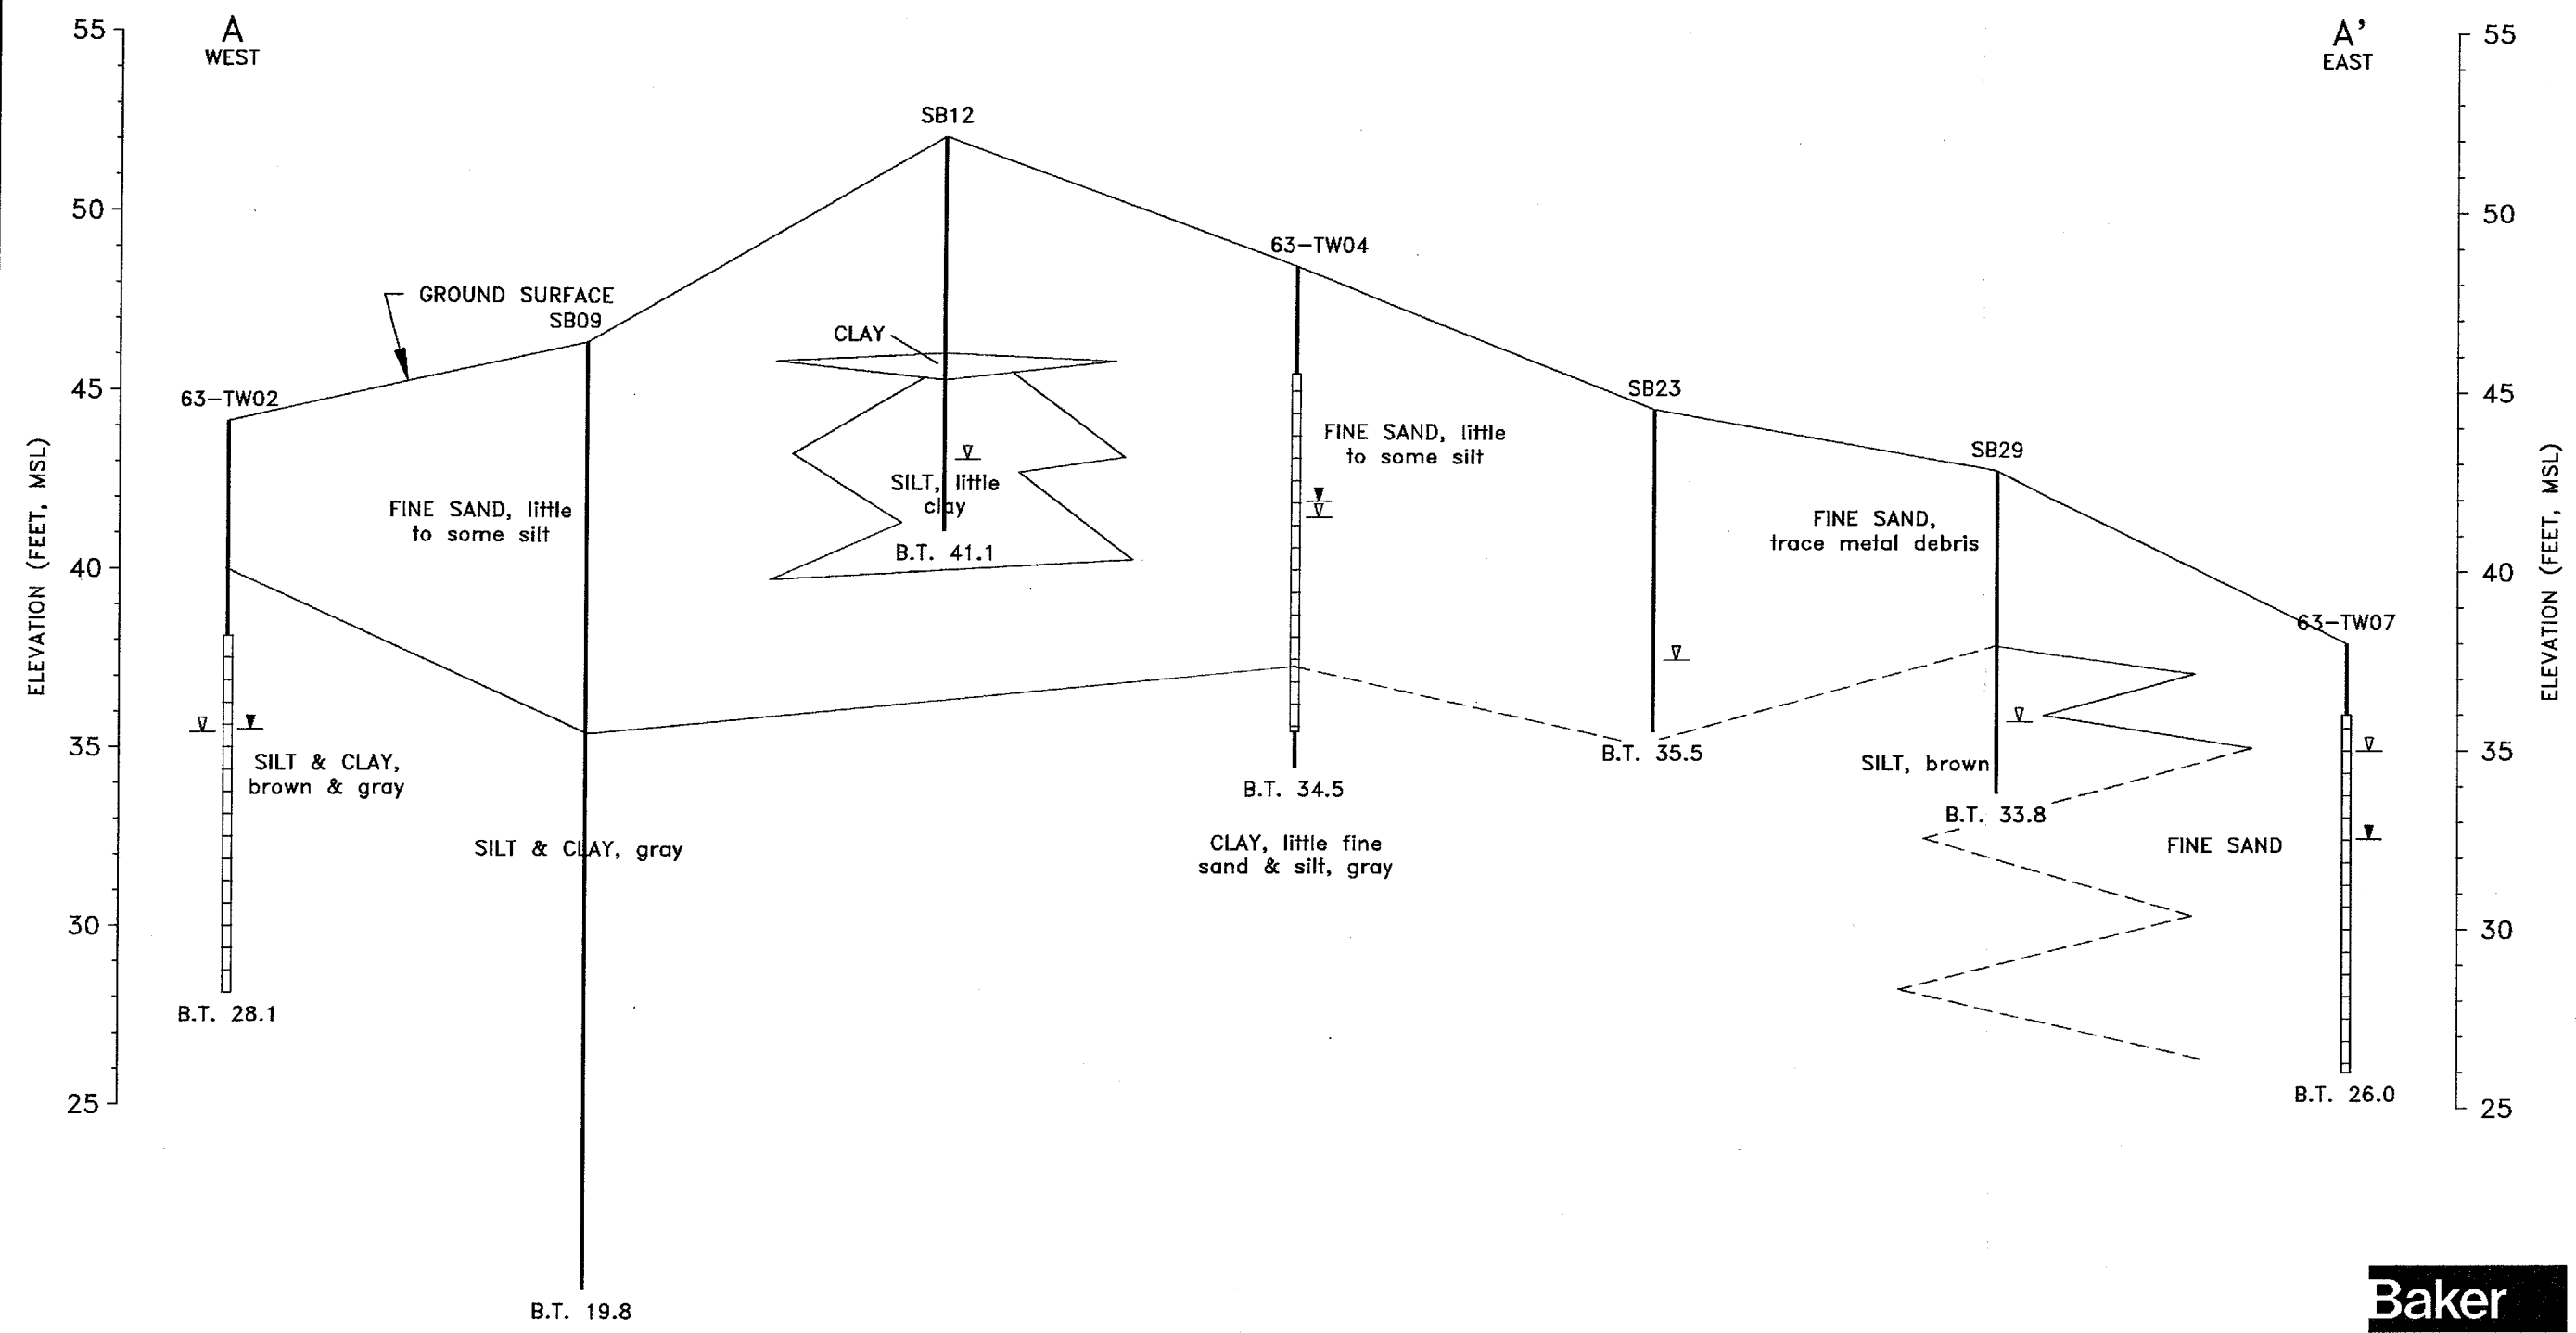 55
A
WEST
A'
EAST
55
SB12
50
50
63-TW04
GROUND SURFACE
SB09
CLAY
45
63-TW02
SB23
45
FINE SAND, little
to some silt
SB29
SILT, little
clay
FINE SAND, little
to some silt
FINE SAND,
trace metal debris
B.T. 41.1
40
40
ELEVATION (FEET, MSL)
ELEVATION (FEET, MSL)
63-TW07
35
35
SILT & CLAY,
brown & gray
B.T. 35.5
SILT, brown
B.T. 34.5
B.T. 33.8
SILT & CLAY, gray
CLAY, little fine
sand & silt, gray
FINE SAND
30
30
B.T. 28.1
25
B.T. 26.0
25
B.T. 19.8
Baker